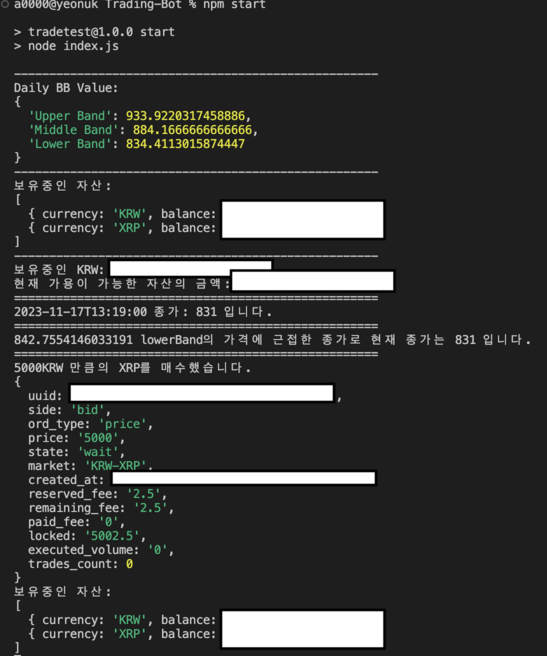 a0000@yeonuk Trading-Bot % npm start
> tradetest@1.0.0 start
> node index.js
----------------------------------------------------
Daily BB Value:
{
  'Upper Band': 933.9220317458886,
  'Middle Band': 884.1666666666666,
  'Lower Band': 834.4113015874447
}
----------------------------------------------------
보유중인 자산:
[
  { currency: 'KRW', balance:
  { currency: 'XRP', balance:
]
----------------------------------------------------
보유중인 KRW:
현재 가용이 가능한 자산의 금액:
====================================================
2023-11-17T13:19:00 종가: 831 입니다.
====================================================
842.7554146033191 lowerBand의 가격에 근접한 종가로 현재 종가는 831 입니다.
====================================================
5000KRW 만큼의 XRP를 매수했습니다.
{
  uuid: ,
  side: 'bid',
  ord_type: 'price',
  price: '5000',
  state: 'wait',
  market: 'KRW-XRP',
  created_at:
  reserved_fee: '2.5',
  remaining_fee: '2.5',
  paid_fee: '0',
  locked: '5002.5',
  executed_volume: '0',
  trades_count: 0
}
보유중인 자산:
[
  { currency: 'KRW', balance:
  { currency: 'XRP', balance:
]